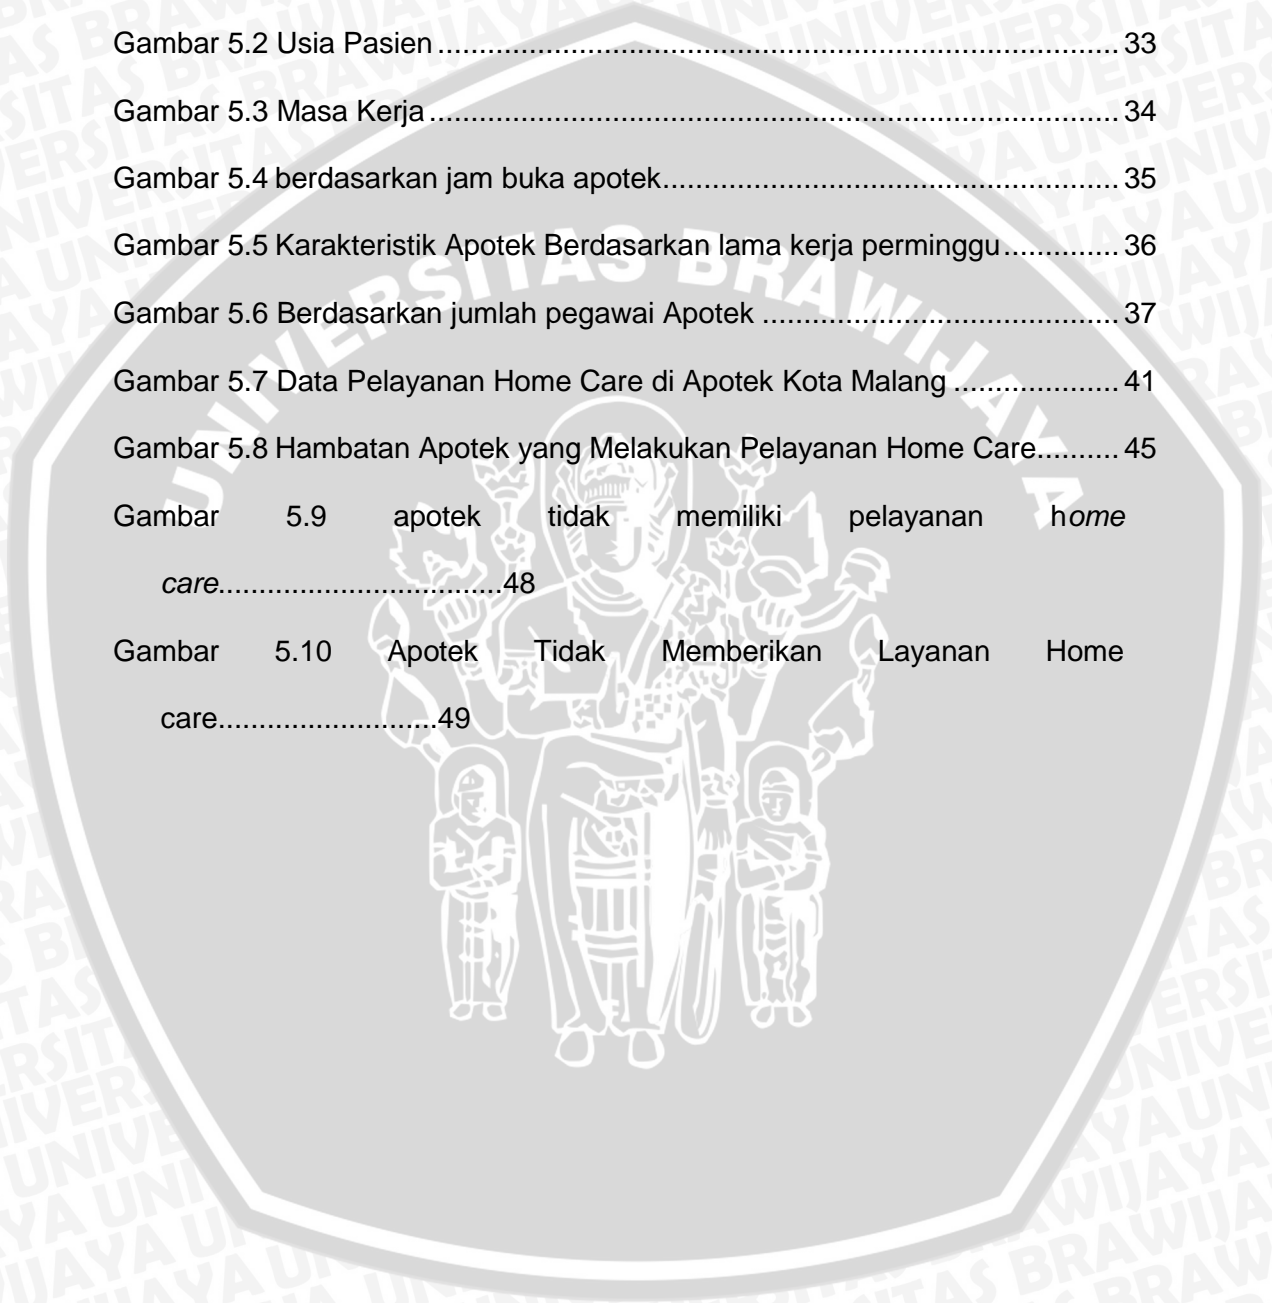 Gambar 5.2 Usia Pasien.................................................................................. 33
Gambar 5.3 Masa Kerja................................................................................... 34
Gambar 5.4 berdasarkan jam buka apotek....................................................... 35
Gambar 5.5 Karakteristik Apotek Berdasarkan lama kerja perminggu.............. 36
Gambar 5.6 Berdasarkan jumlah pegawai Apotek ........................................... 37
Gambar 5.7 Data Pelayanan Home Care di Apotek Kota Malang .................... 41
Gambar 5.8 Hambatan Apotek yang Melakukan Pelayanan Home Care.......... 45
Gambar 5.9 apotek tidak memiliki pelayanan home
care...................................48
Gambar 5.10 Apotek Tidak Memberikan Layanan Home
care...........................49
UNIVERSITAS BRAWIJAYA